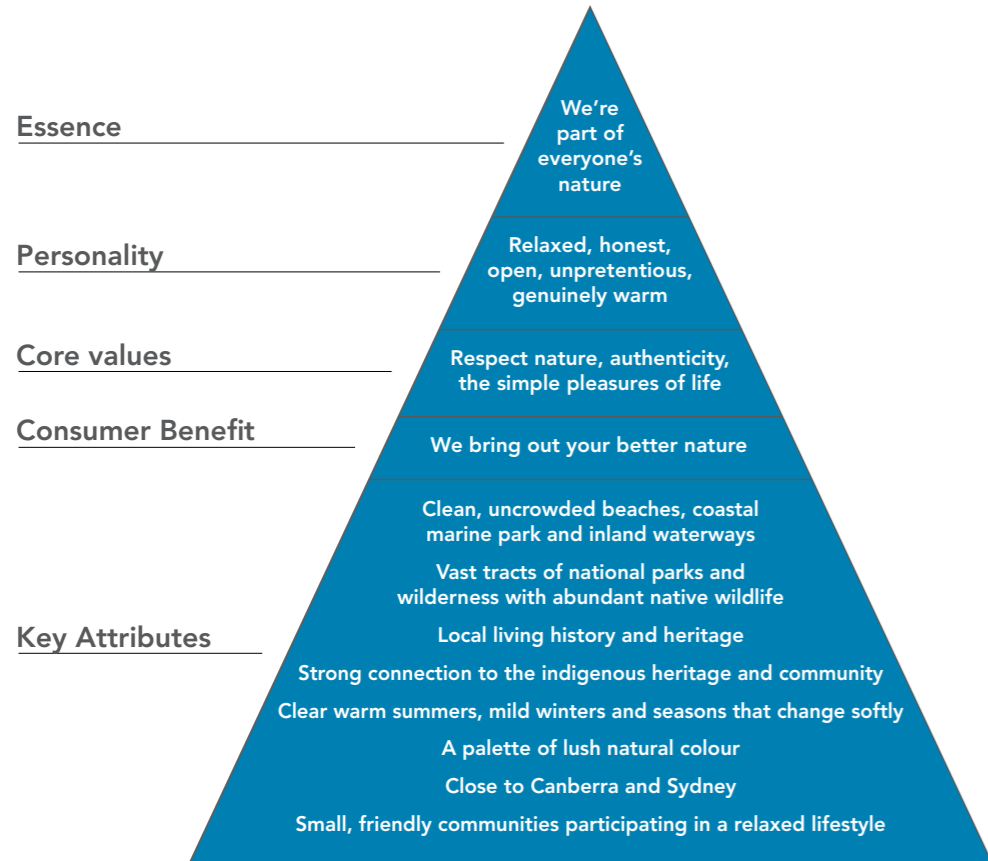 Essence
We're
part of
everyone's
nature
Personality
Relaxed, honest,
open, unpretentious,
genuinely warm
Core values
Respect nature, authenticity,
the simple pleasures of life
Consumer Benefit
We bring out your better nature
Key Attributes
Clean, uncrowded beaches, coastal
marine park and inland waterways
Vast tracts of national parks and
wilderness with abundant native wildlife
Local living history and heritage
Strong connection to the indigenous heritage and community
Clear warm summers, mild winters and seasons that change softly
A palette of lush natural colour
Close to Canberra and Sydney
Small, friendly communities participating in a relaxed lifestyle